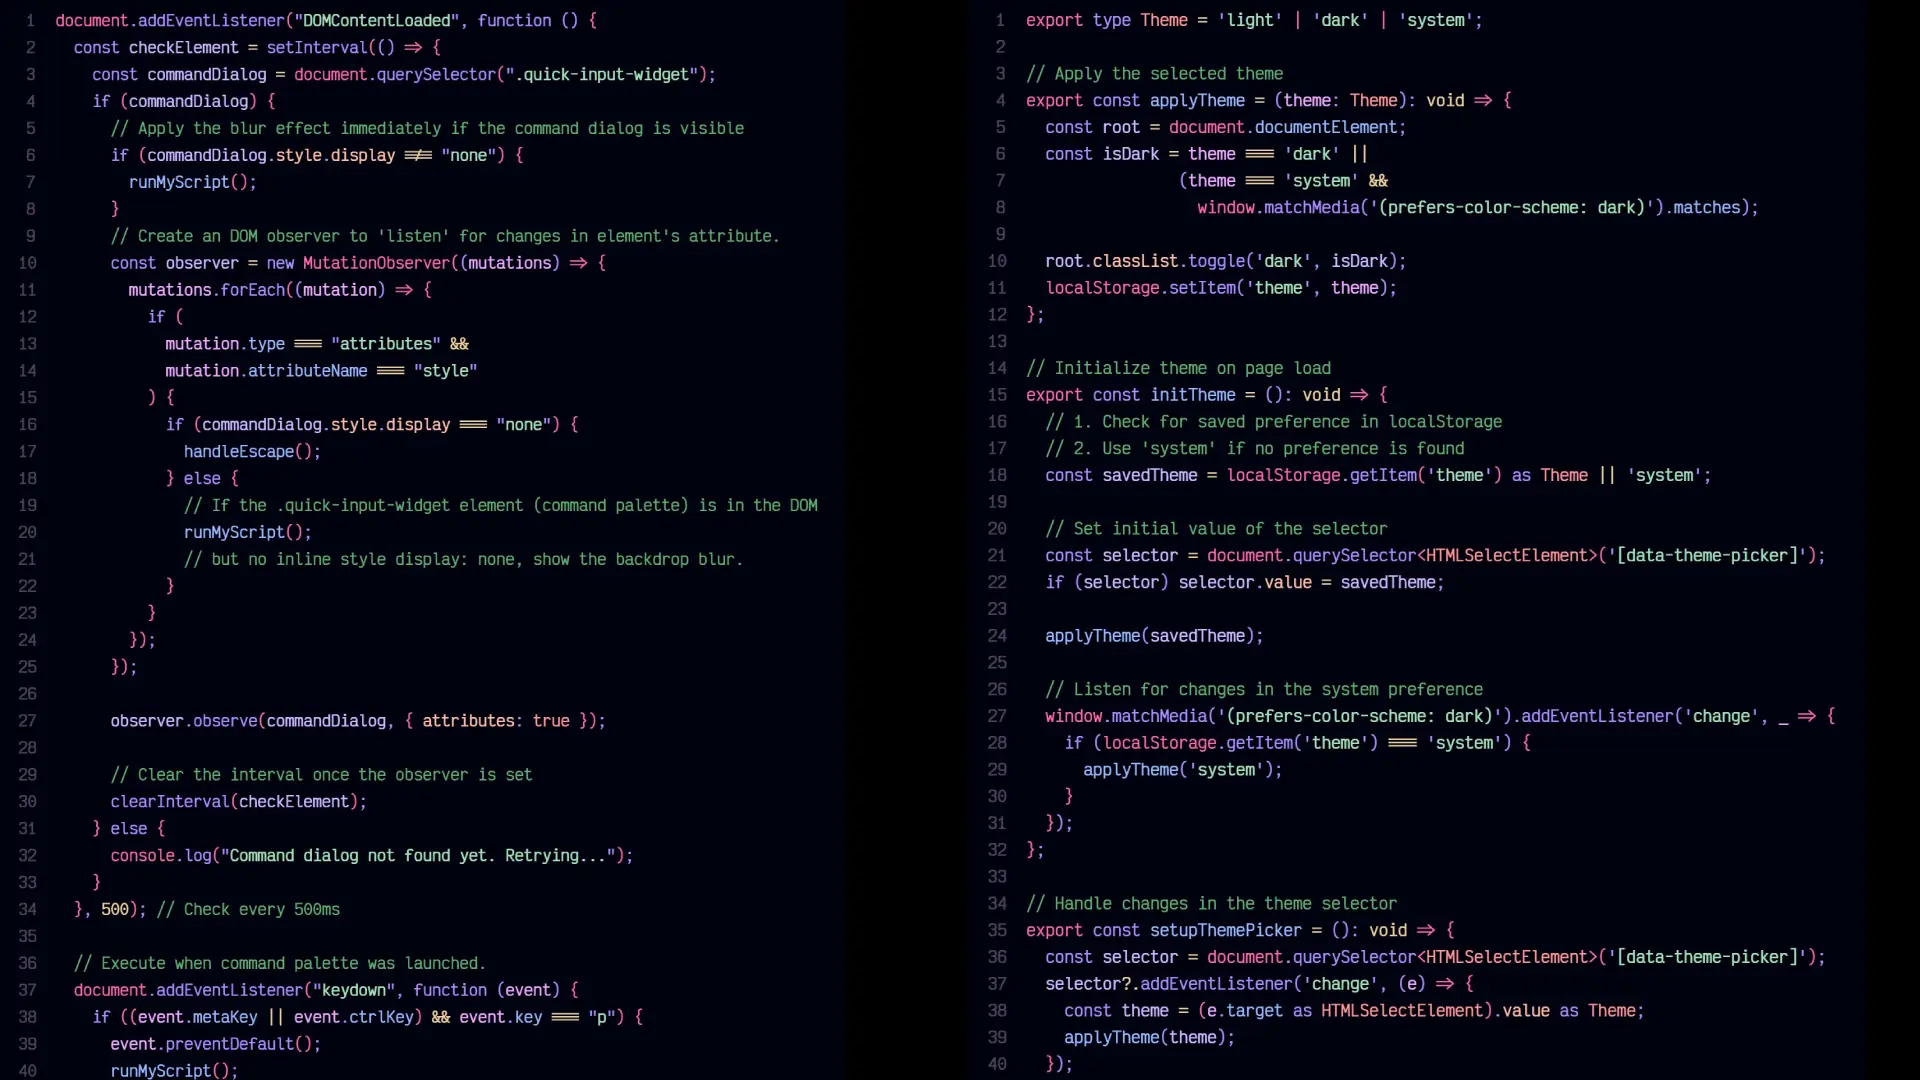 1 document.addEventListener("DOMContentLoaded", function () {
2 const checkElement = setInterval(() => {
3 const commandDialog = document.querySelector(".quick-input-widget");
4 if (commandDialog) {
5 // Apply the blur effect immediately if the command dialog is visible
6 if (commandDialog.style.display !== "none") {
7 runMyScript();
8 }
9 // Create an DOM observer to 'listen' for changes in element's attribute.
10 const observer = new MutationObserver((mutations) => {
11 mutations.forEach((mutation) => {
12 if (
13 mutation.type === "attributes" &&
14 mutation.attributeName === "style"
15 ) {
16 if (commandDialog.style.display === "none") {
17 handleEscape();
18 } else {
19 // If the .quick-input-widget element (command palette) is in the DOM
20 runMyScript();
21 // but no inline style display: none, show the backdrop blur.
22 }
23 }
24 });
25 });
26
27 observer.observe(commandDialog, { attributes: true });
28
29 // Clear the interval once the observer is set
30 clearInterval(checkElement);
31 } else {
32 console.log("Command dialog not found yet. Retrying...");
33 }
34 }, 500); // Check every 500ms
35
36 // Execute when command palette was launched.
37 document.addEventListener("keydown", function (event) {
38 if ((event.metaKey || event.ctrlKey) && event.key === "p") {
39 event.preventDefault();
40 runMyScript();
1 export type Theme = 'light' | 'dark' | 'system';
2
3 // Apply the selected theme
4 export const applyTheme = (theme: Theme): void => {
5 const root = document.documentElement;
6 const isDark = theme === 'dark' ||
7 (theme === 'system' &&
8 window.matchMedia('(prefers-color-scheme: dark)').matches);
9
10 root.classList.toggle('dark', isDark);
11 localStorage.setItem('theme', theme);
12 };
13
14 // Initialize theme on page load
15 export const initTheme = (): void => {
16 // 1. Check for saved preference in localStorage
17 // 2. Use 'system' if no preference is found
18 const savedTheme = localStorage.getItem('theme') as Theme || 'system';
19
20 // Set initial value of the selector
21 const selector = document.querySelector<HTMLSelectElement>('[data-theme-picker]');
22 if (selector) selector.value = savedTheme;
23
24 applyTheme(savedTheme);
25
26 // Listen for changes in the system preference
27 window.matchMedia('(prefers-color-scheme: dark)').addEventListener('change', _ => {
28 if (localStorage.getItem('theme') === 'system') {
29 applyTheme('system');
30 }
31 });
32 };
33
34 // Handle changes in the theme selector
35 export const setupThemePicker = (): void => {
36 const selector = document.querySelector<HTMLSelectElement>('[data-theme-picker]');
37 selector?.addEventListener('change', (e) => {
38 const theme = (e.target as HTMLSelectElement).value as Theme;
39 applyTheme(theme);
40 });